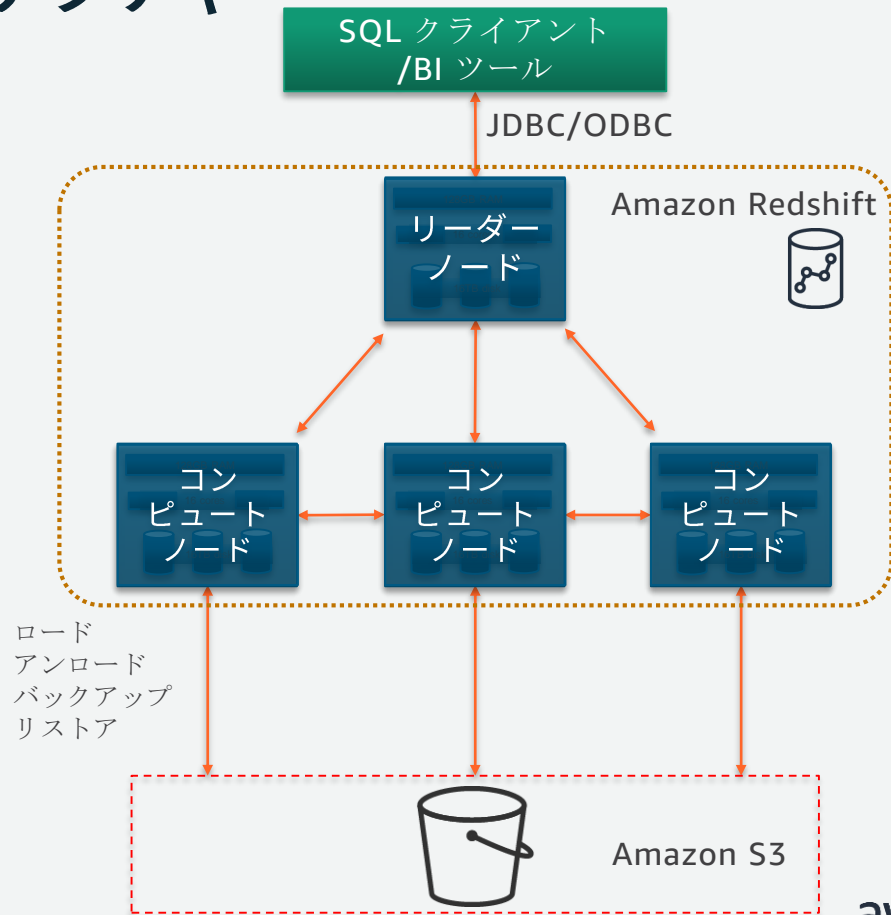 SQL クライアント
/BI ツール
JDBC/ODBC
Amazon Redshift
リーダー
ノード
コン
ピュート
ノード
コン
ピュート
ノード
コン
ピュート
ノード
ロード
アンロード
バックアップ
リストア
Amazon S3